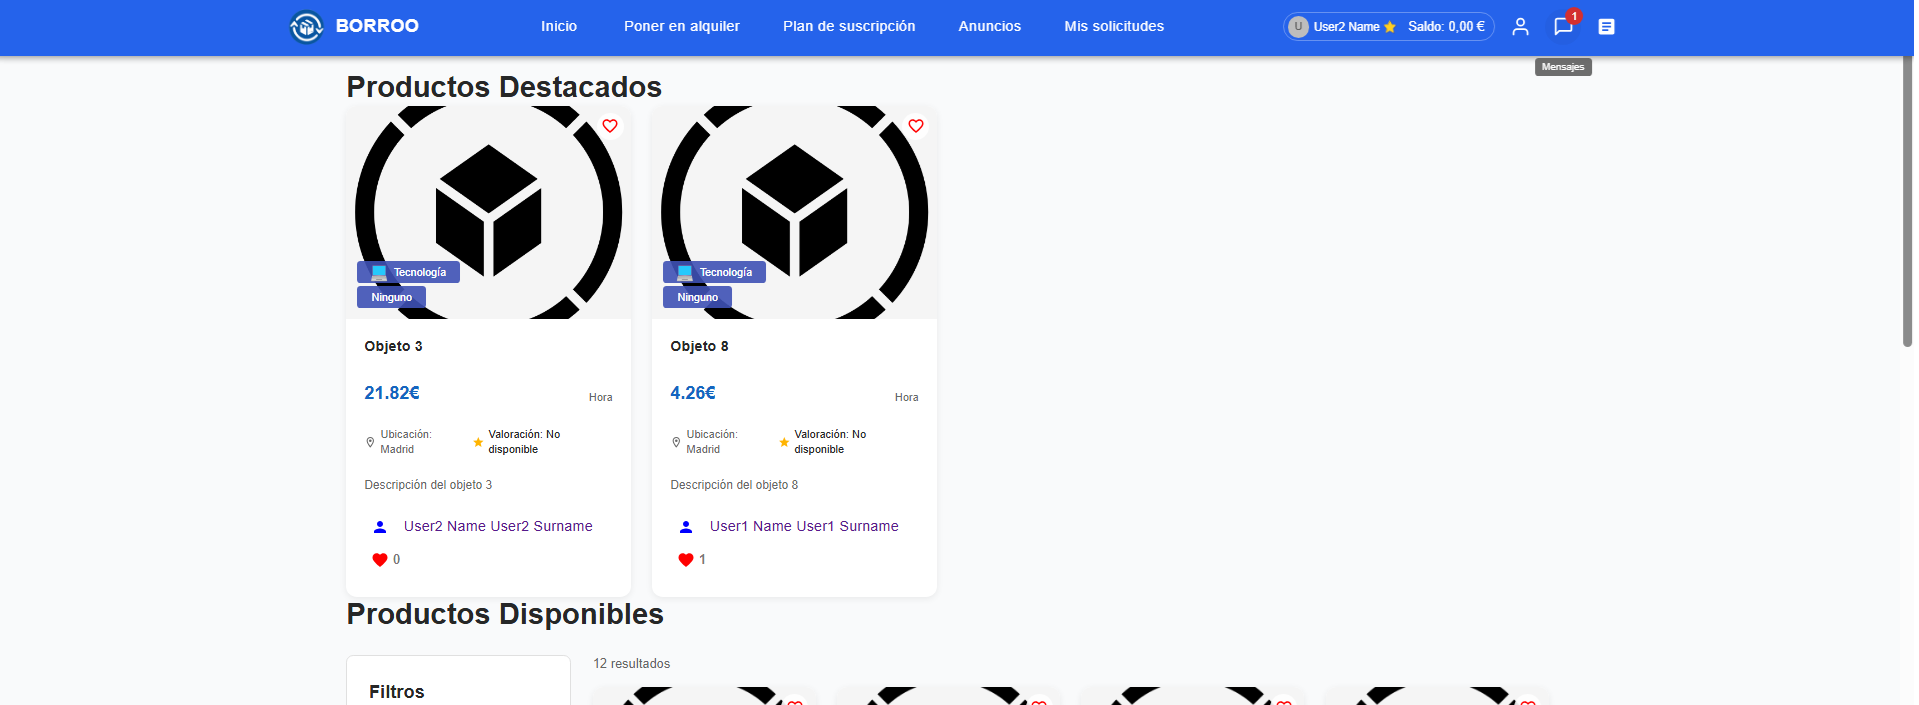 BORROO
Inicio
Poner en alquiler
Plan de suscripción
Anuncios
Mis solicitudes
U
User2 Name
Saldo: 0,00 €
1
Mensajes
Productos Destacados
Tecnología
Ninguno
Objeto 3
21.82€
Hora
Ubicación:
Madrid
Valoración: No
disponible
Descripción del objeto 3
User2 Name User2 Surname
0
Tecnología
Ninguno
Objeto 8
4.26€
Hora
Ubicación:
Madrid
Valoración: No
disponible
Descripción del objeto 8
User1 Name User1 Surname
1
Productos Disponibles
Filtros
12 resultados